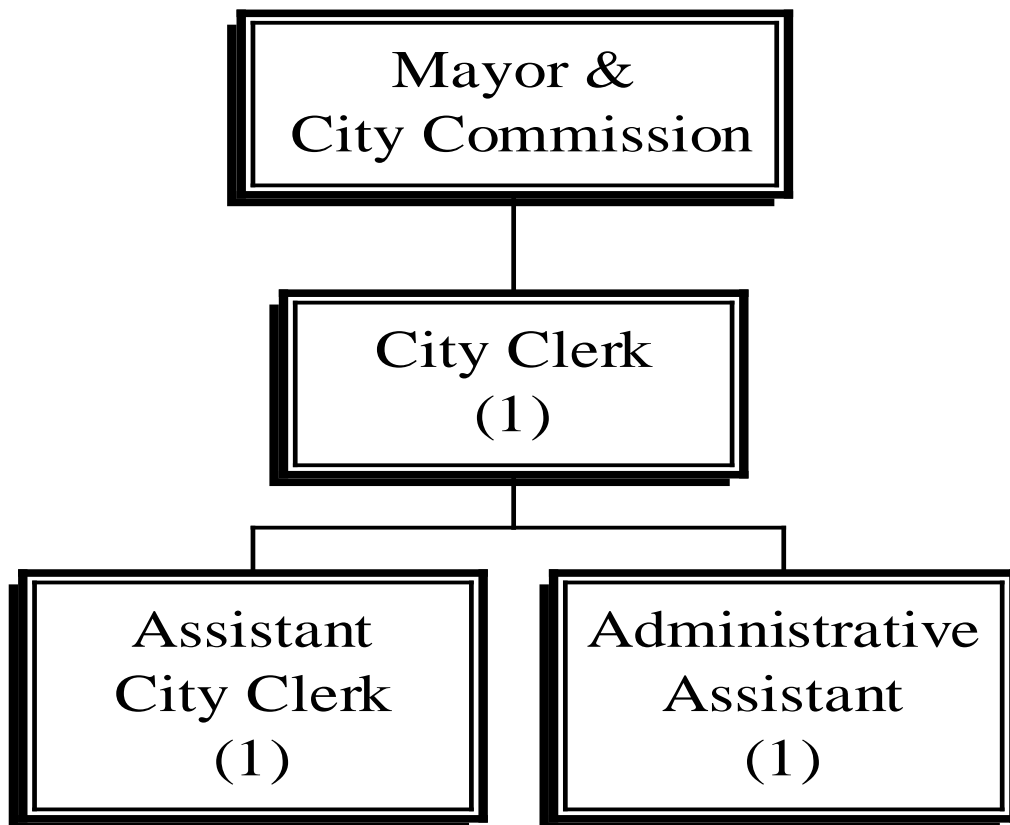 Mayor &
City Commission
City Clerk
(1)
Assistant
City Clerk
(1)
Administrative
Assistant
(1)